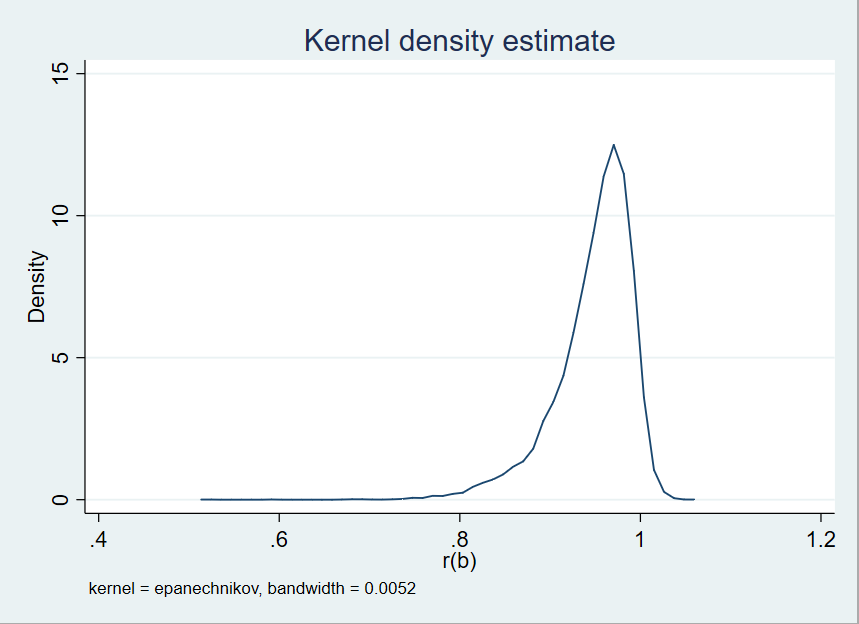 Kernel density estimate
15
10
5
0
Density
.4 .6 .8 1 1.2
r(b)
kernel = epanechnikov, bandwidth = 0.0052